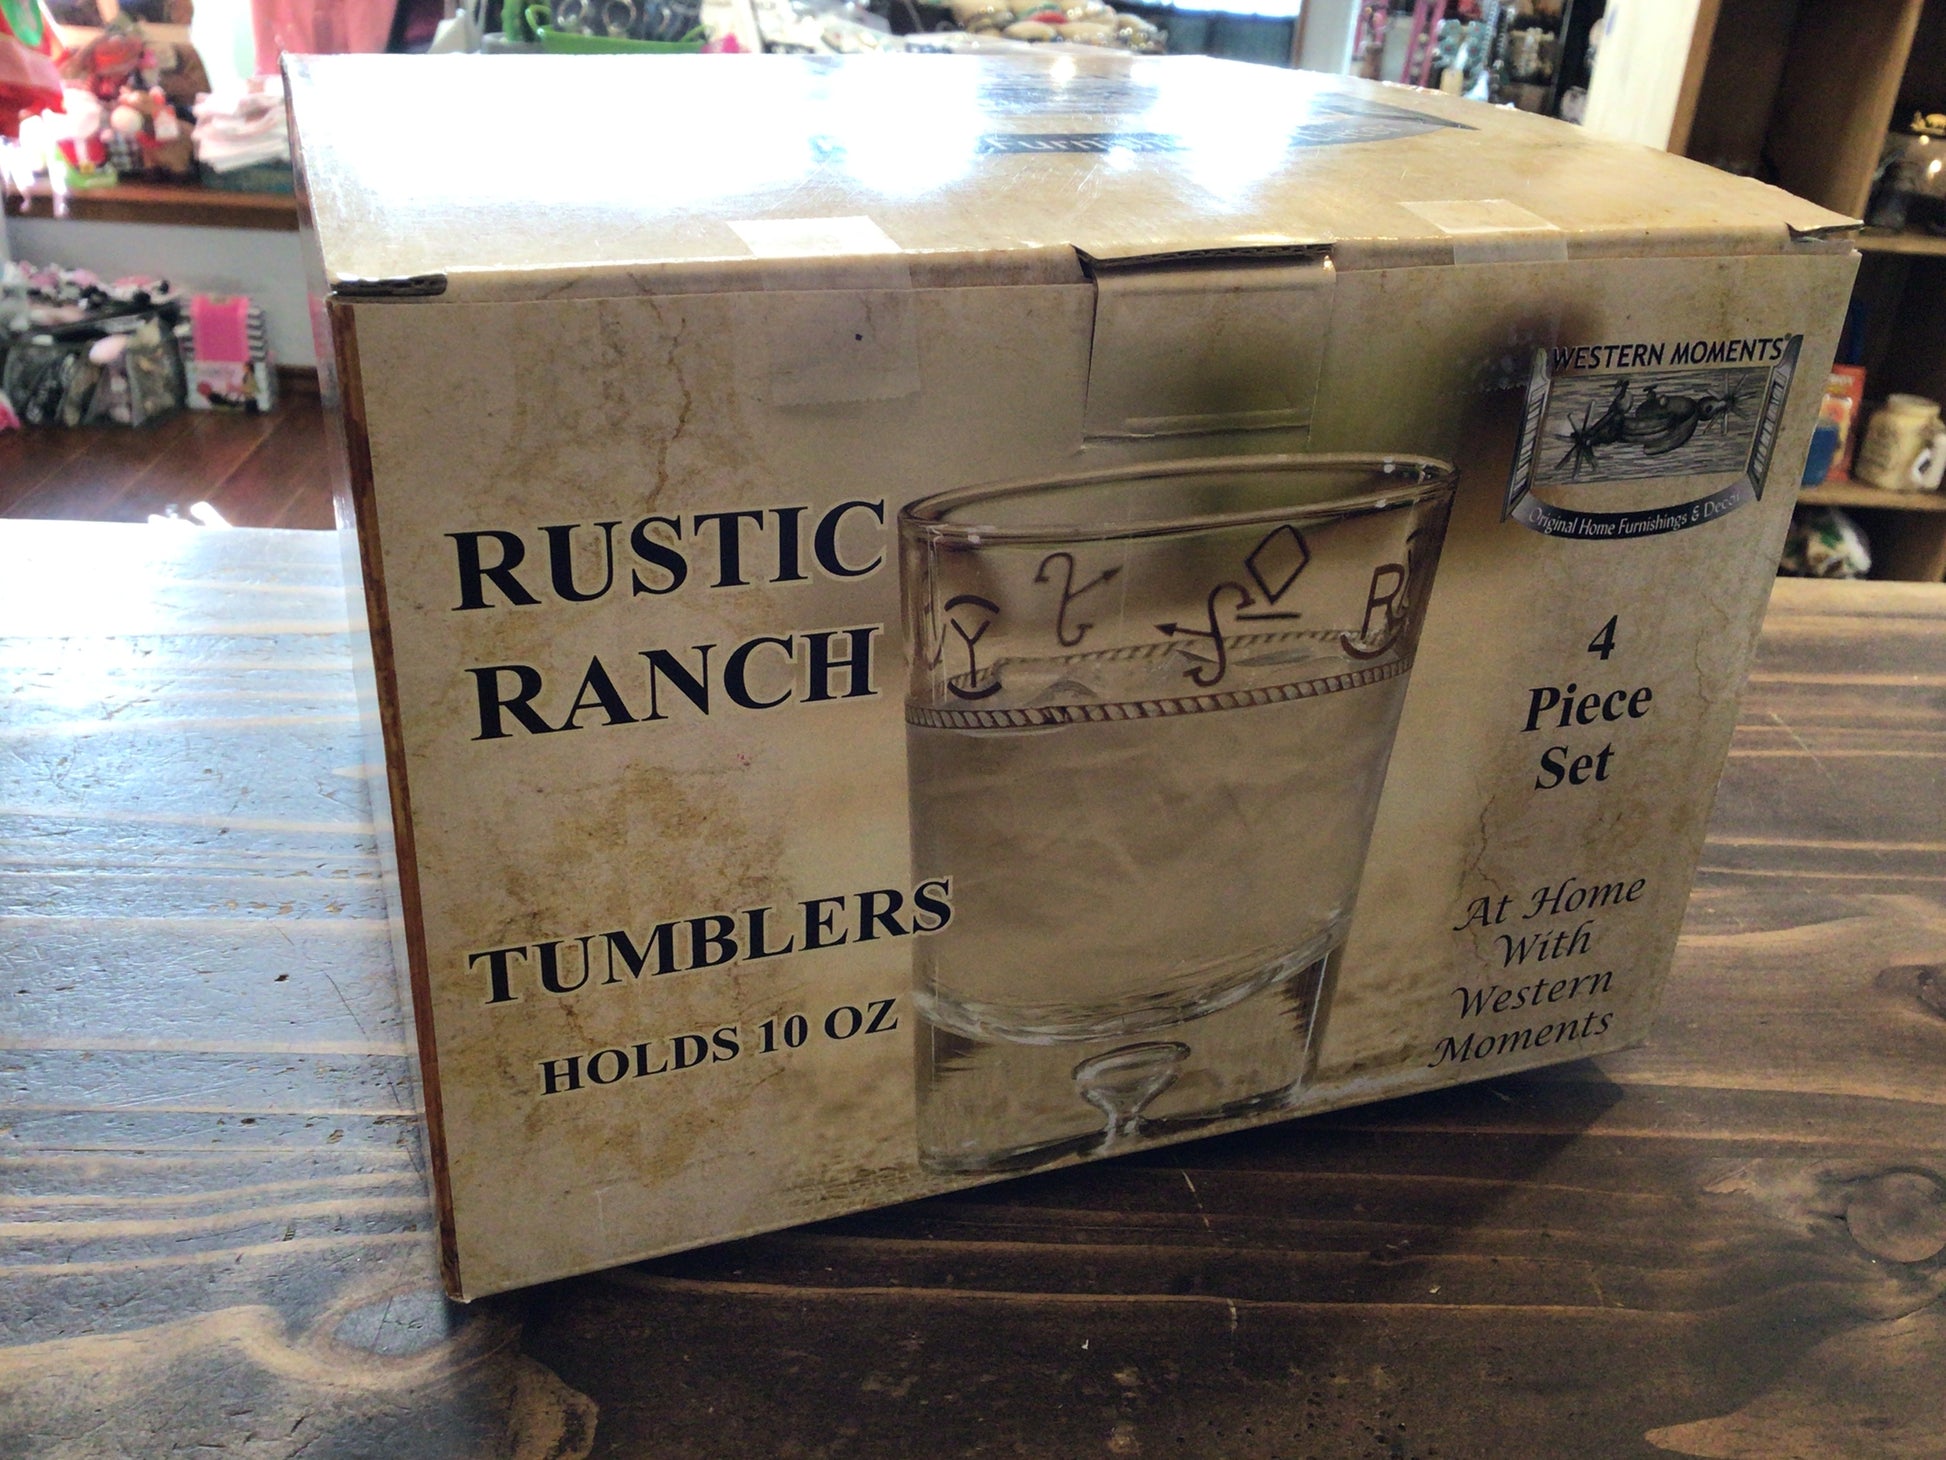 RUSTIC
RANCH
TUMBLERS
HOLDS 10 OZ
WESTERN MOMENTS®
Original Home Furnishings & Decor
4
Piece
Set
At Home
With
Western
Moments